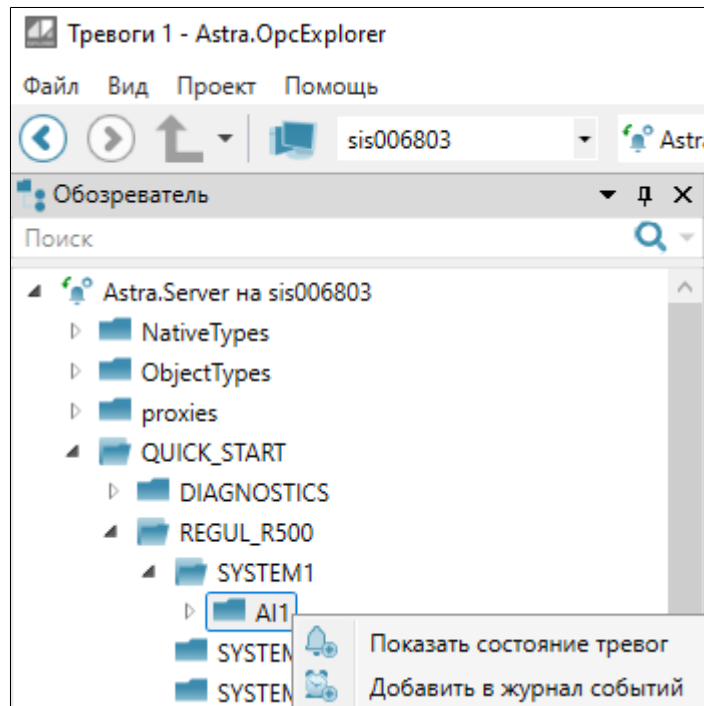 Тревоги 1 - Astra.OpcExplorer
Файл Вид Проект Помощь
sis006803 Astra
Обозреватель
Поиск
Astra.Server на sis006803
NativeTypes
ObjectTypes
proxies
QUICK_START
DIAGNOSTICS
REGUL_R500
SYSTEM1
AI1
Показать состояние тревог
SYSTEM
Добавить в журнал событий
SYSTEM